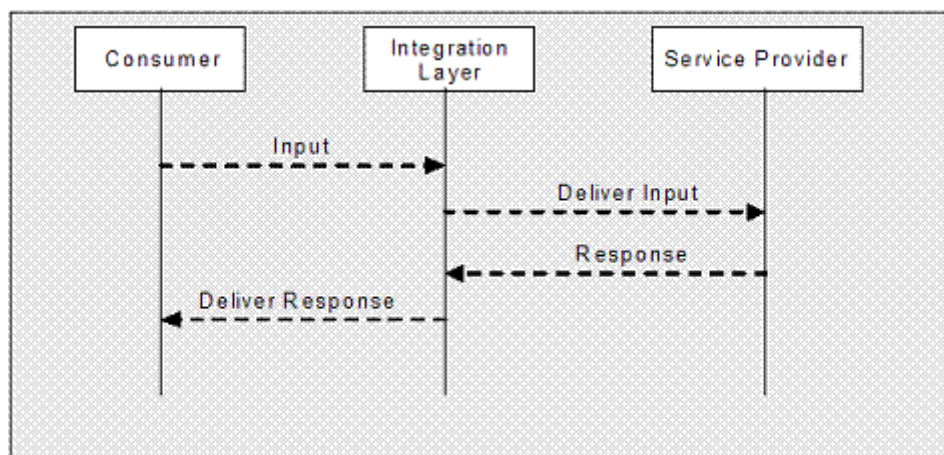 Consumer
Integration
Layer
Service Provider
Input
Deliver Input
Response
Deliver Response